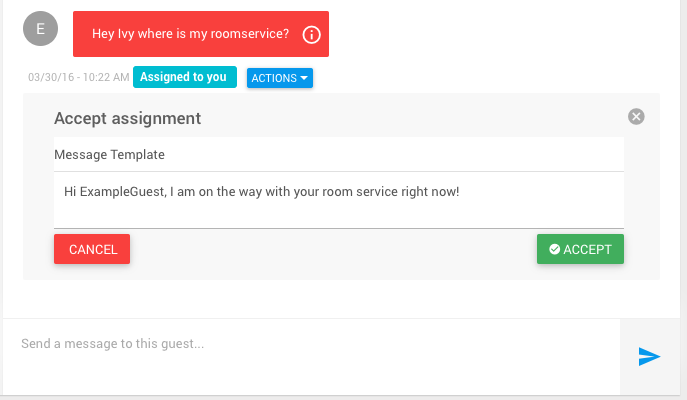 E
Hey Ivy where is my roomservice?
03/30/16 - 10:22 AM Assigned to you ACTIONS
Accept assignment
Message Template
Hi ExampleGuest, I am on the way with your room service right now!
CANCEL ACCEPT
Send a message to this guest...